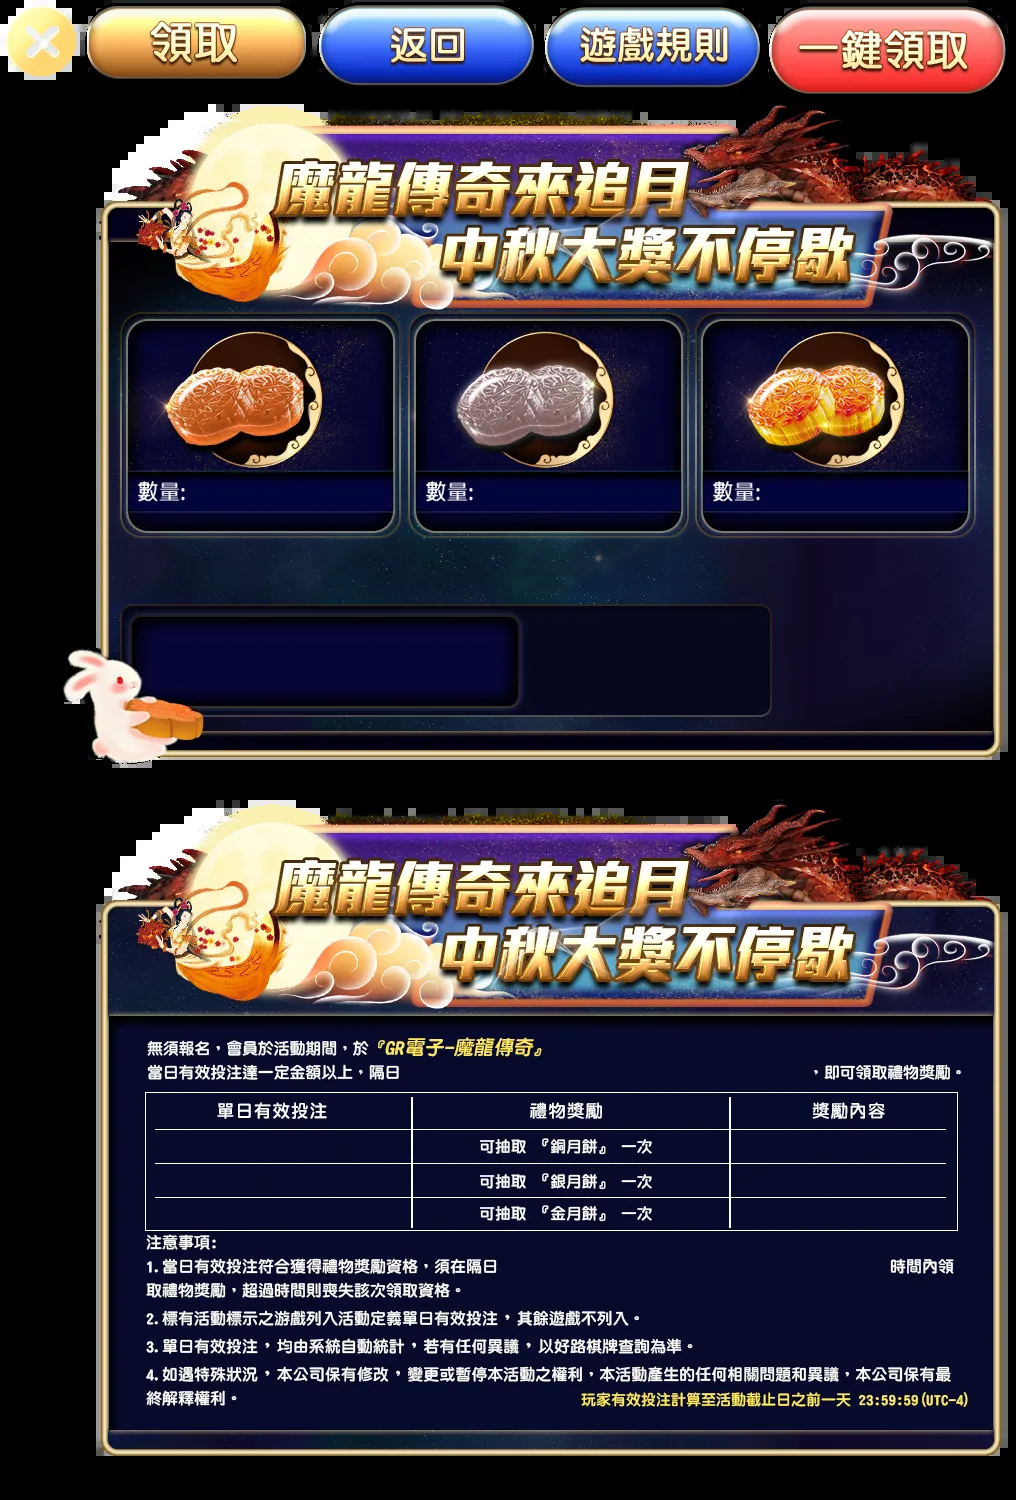 領取
返回
遊戲規則
一鍵領取
魔龍傳奇來追月
中秋大獎不停歇
數量:
數量:
數量:
魔龍傳奇來追月
中秋大獎不停歇
無須報名，會員於活動期間，於『GR電子-魔龍傳奇』
當日有效投注達一定金額以上，隔日 ，即可領取禮物獎勵。
單日有效投注 禮物獎勵 獎勵內容
可抽取 『銅月餅』 一次
可抽取 『銀月餅』 一次
可抽取 『金月餅』 一次
注意事項:
1.當日有效投注符合獲得禮物獎勵資格，須在隔日 時間內領
取禮物獎勵，超過時間則喪失該次領取資格。
2.標有活動標示之游戲列入活動定義單日有效投注，其餘遊戲不列入。
3.單日有效投注，均由系統自動統計，若有任何異議，以好路棋牌查詢為準。
4.如遇特殊狀況，本公司保有修改，變更或暫停本活動之權利，本活動產生的任何相關問題和異議，本公司保有最
終解釋權利。
玩家有效投注計算至活動截止日之前一天 23:59:59(UTC-4)